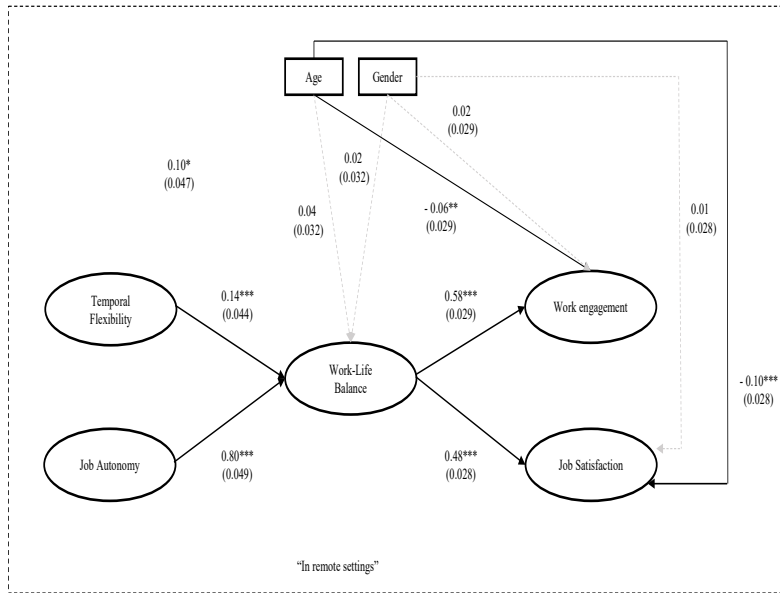 Age
Gender
0.02
(0.029)
0.10*
(0.047)
0.02
(0.032)
0.04
(0.032)
- 0.06**
(0.029)
0.01
(0.028)
Temporal
Flexibility
0.14***
(0.044)
0.58***
(0.029)
Work engagement
Work-Life
Balance
- 0.10***
(0.028)
Job Autonomy
0.80***
(0.049)
0.48***
(0.028)
Job Satisfaction
“In remote settings”